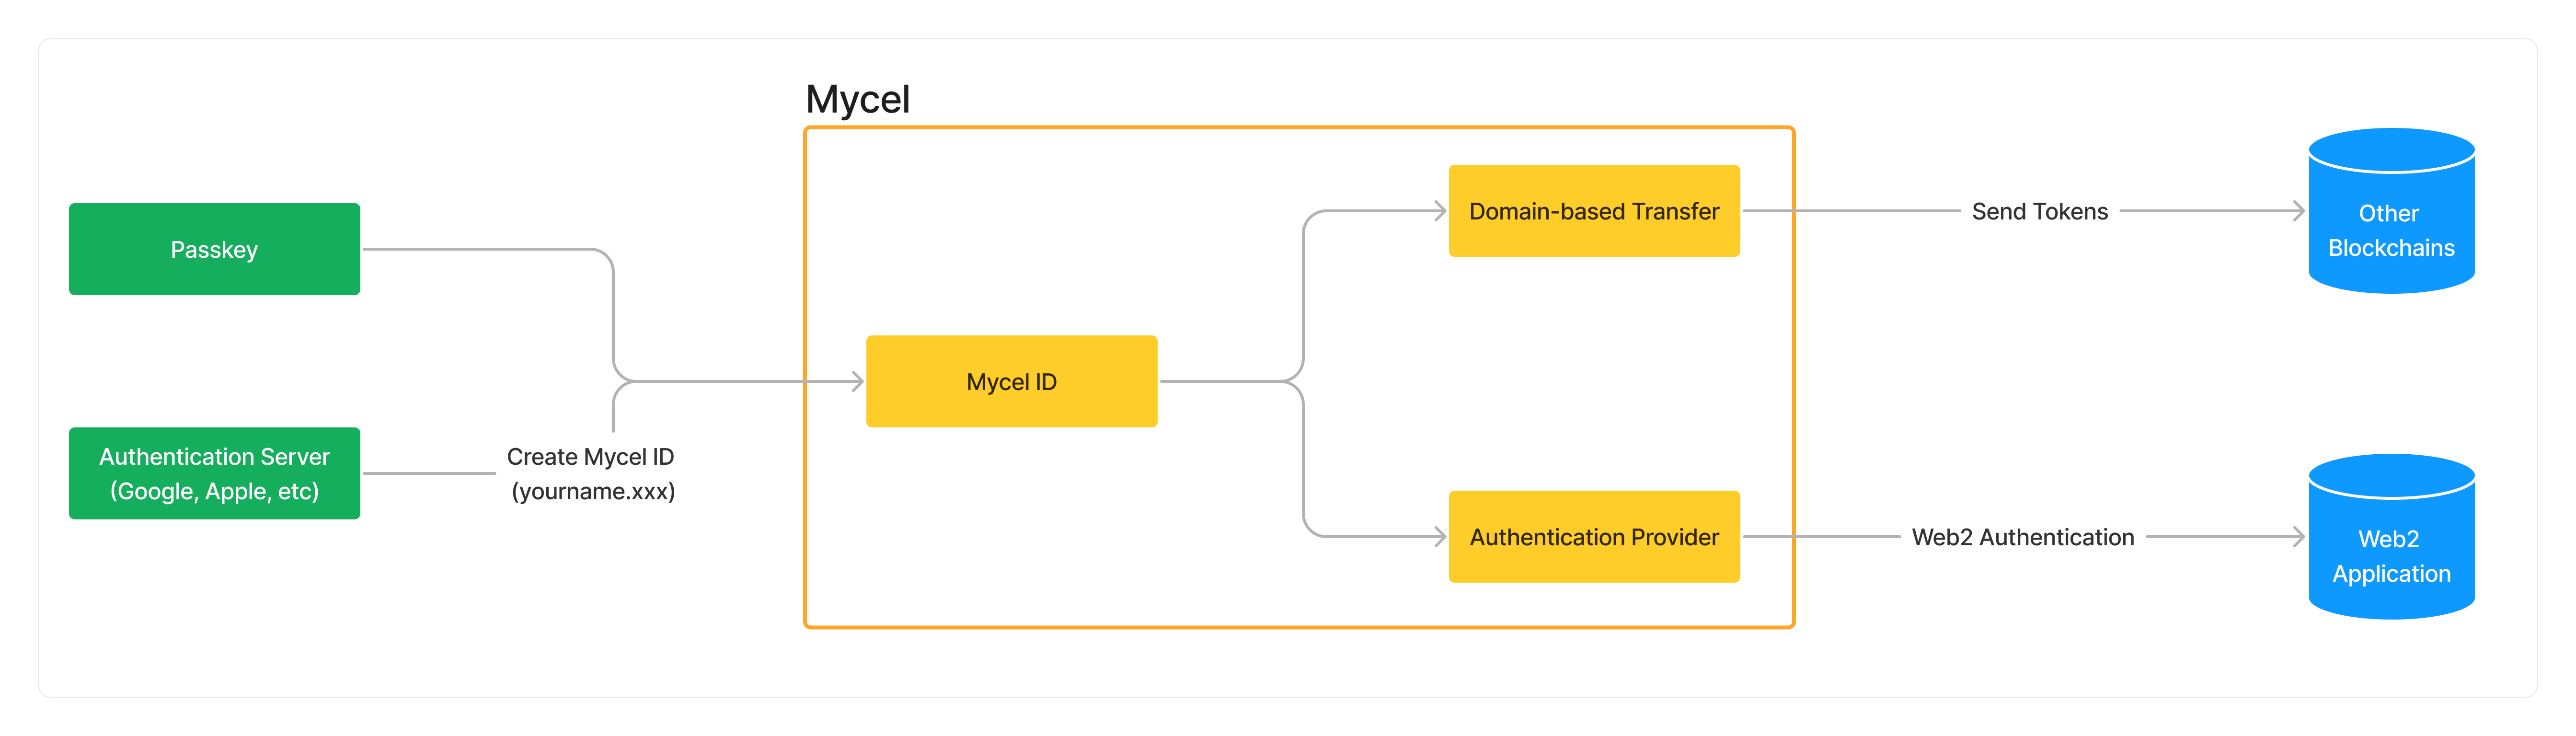 Mycel
Passkey
Authentication Server
(Google, Apple, etc)
Create Mycel ID
(yourname.xxx)
Mycel ID
Domain-based Transfer
Authentication Provider
Send Tokens
Web2 Authentication
Other
Blockchains
Web2
Application